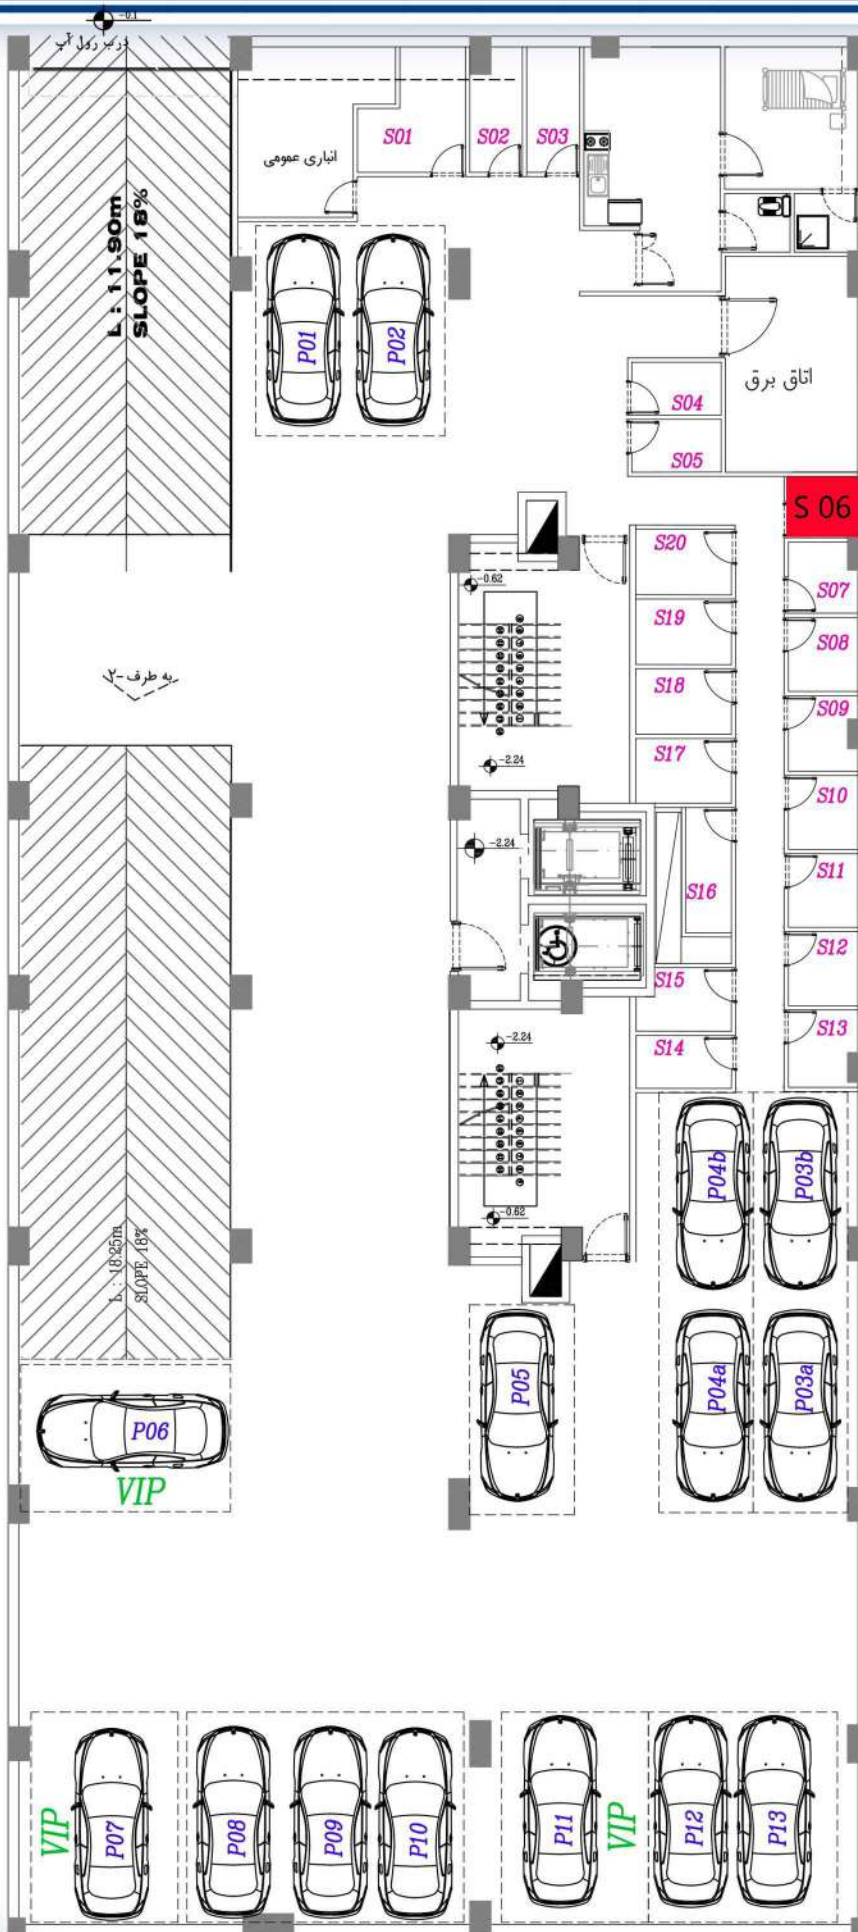 -0.1
درب رول آپ
انباری عمومی
S01
S02
S03
L : 11.90m
SLOPE 18%
P01
P02
اتاق برق
S04
S05
S 06
S20
S07
-0.62
S19
S08
به طرف -۲
S18
S09
S17
-2.24
S10
-2.24
S16
S11
S12
S15
S13
-2.24
S14
P04b
P03b
-0.62
L : 18.25m
SLOPE 18%
P05
P04a
P03a
P06
VIP
VIP
P07
P08
P09
P10
P11
VIP
P12
P13